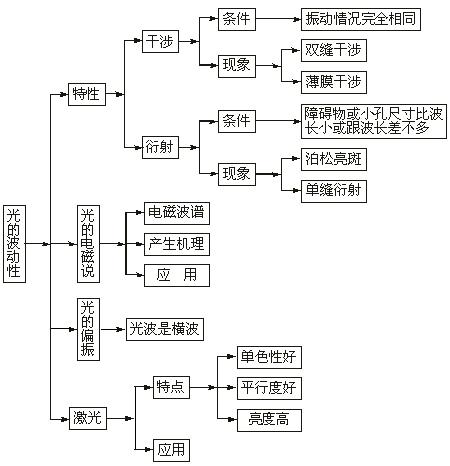 光的波动性
特性
干涉
条件
振动情况完全相同
现象
双缝干涉
薄膜干涉
衍射
条件
障碍物或小孔尺寸比波
长小或跟波长差不多
现象
泊松亮斑
单缝衍射
光的电磁说
电磁波谱
产生机理
应 用
光的偏振
光波是横波
激光
特点
单色性好
平行度好
亮度高
应用